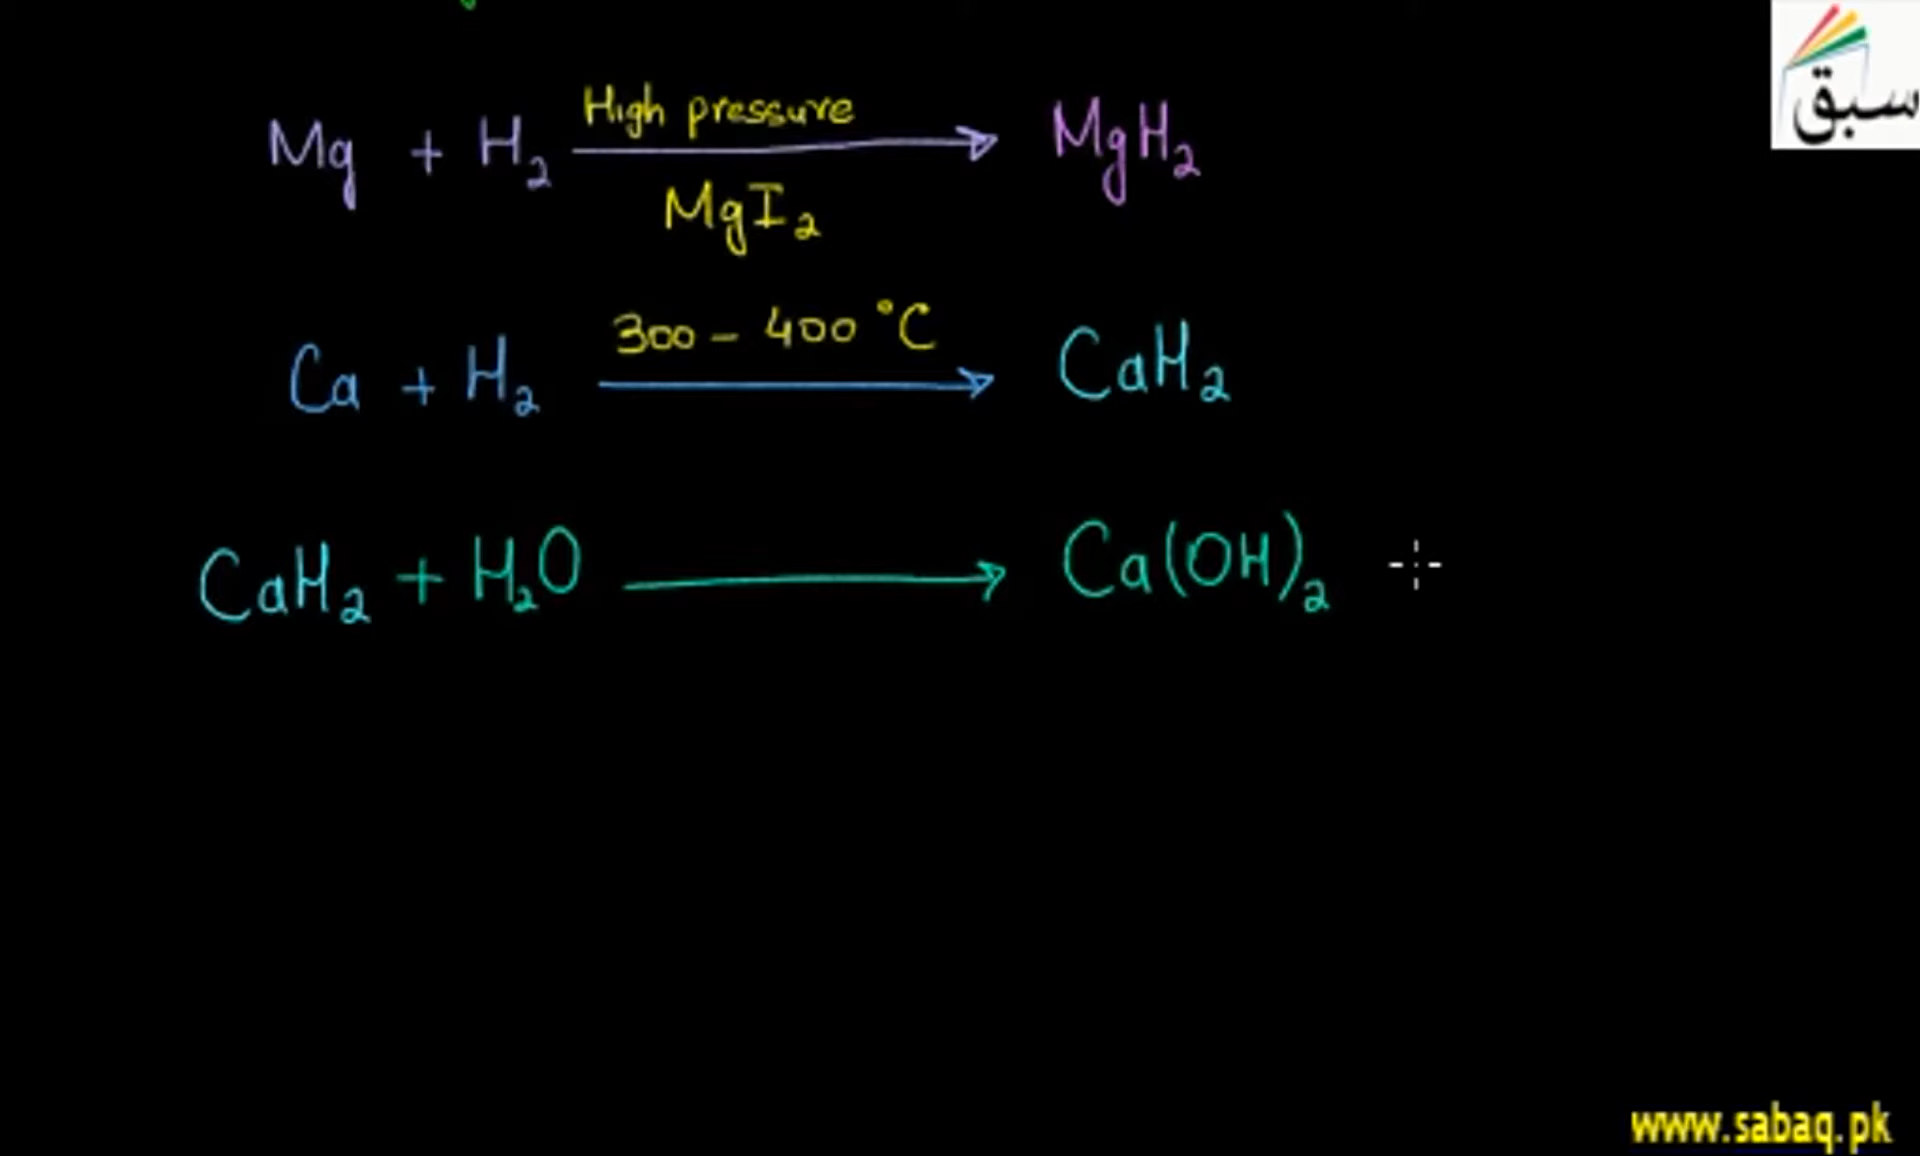 سبق
Mg + H₂ High pressure → MgH₂
MgI₂
Ca + H₂ 300 – 400 °C → CaH₂
CaH₂ + H₂O → Ca(OH)₂
www.sabaq.pk